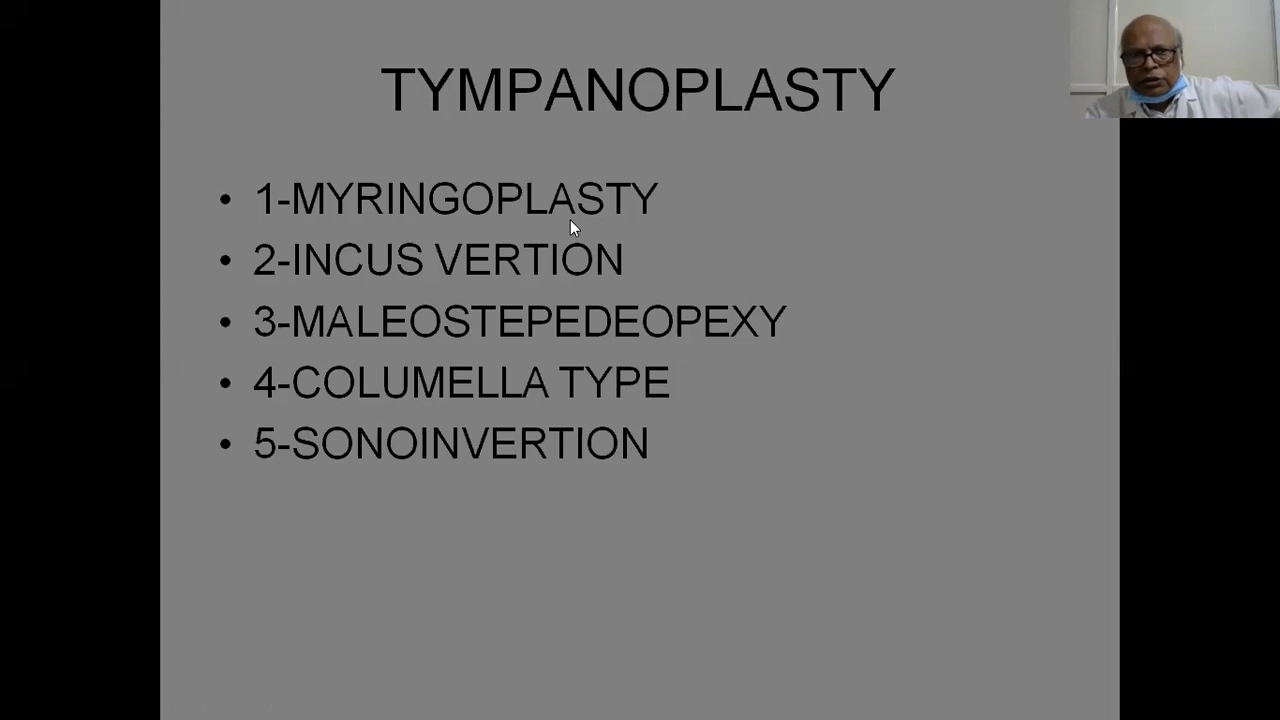 TYMPANOPLASTY
• 1-MYRINGOPLASTY
• 2-INCUS VERTION
• 3-MALEOSTEPEDEOPEXY
• 4-COLUMELLA TYPE
• 5-SONOINVERTION